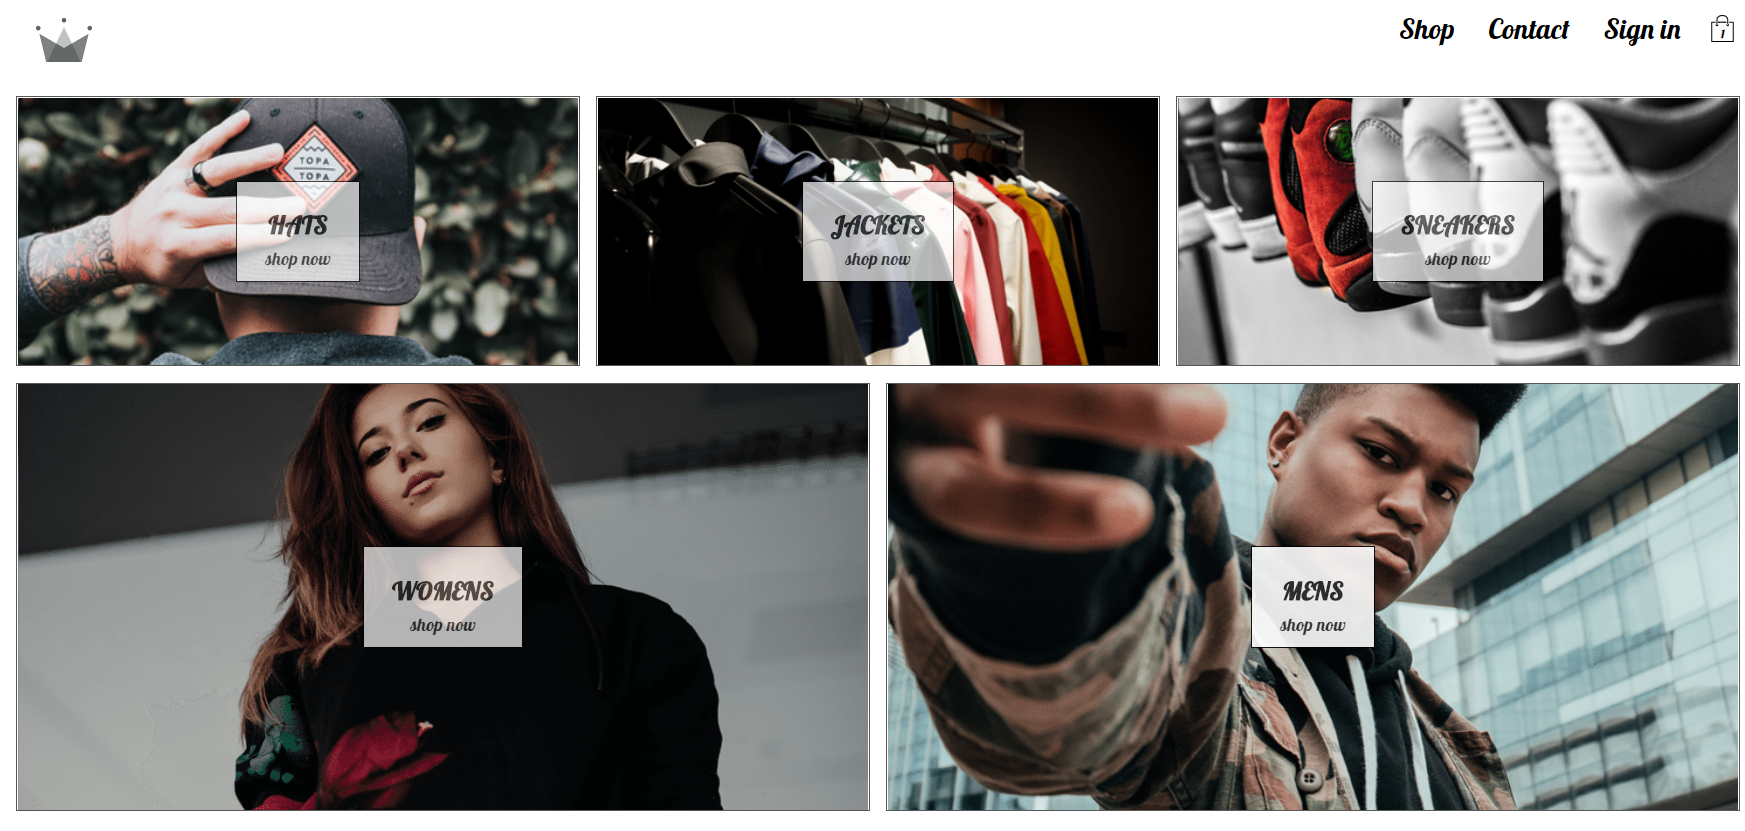 Shop Contact Sign in 1
TOPA
TOPA
HATS
shop now
JACKETS
shop now
SNEAKERS
shop now
WOMENS
shop now
MENS
shop now